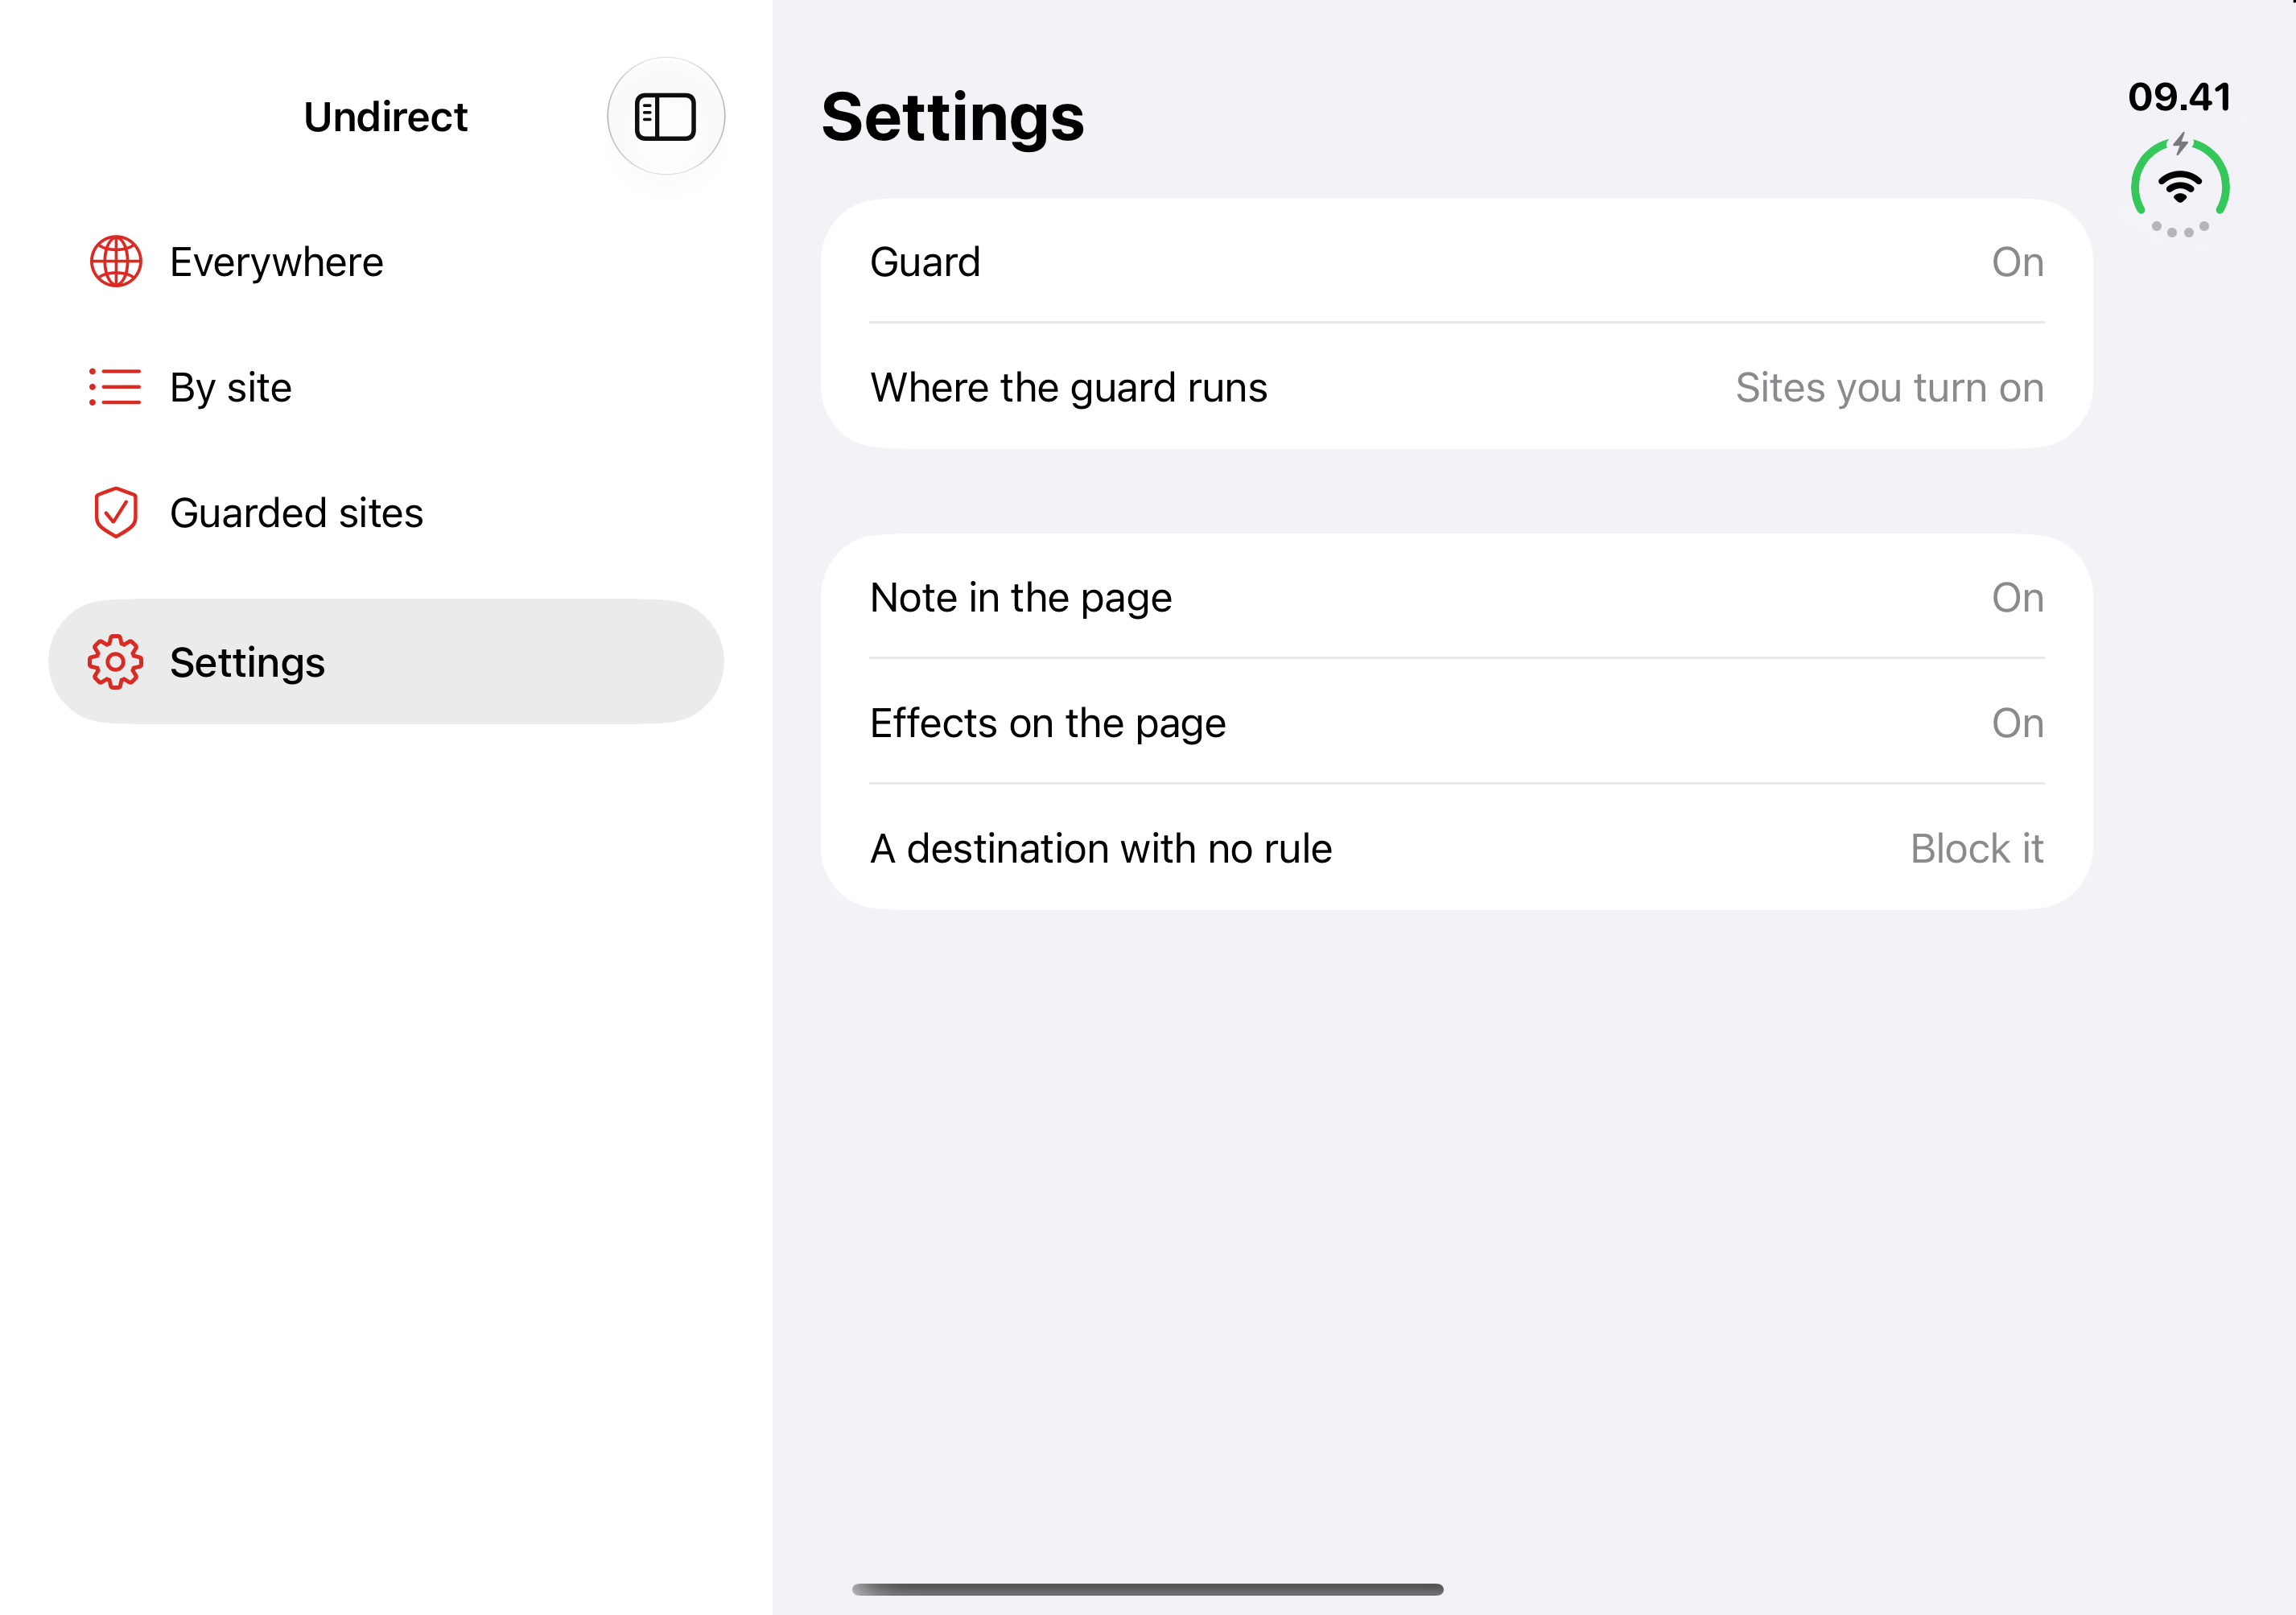 Undirect
Everywhere
By site
Guarded sites
Settings
Settings
09.41
Guard On
Where the guard runs Sites you turn on
Note in the page On
Effects on the page On
A destination with no rule Block it